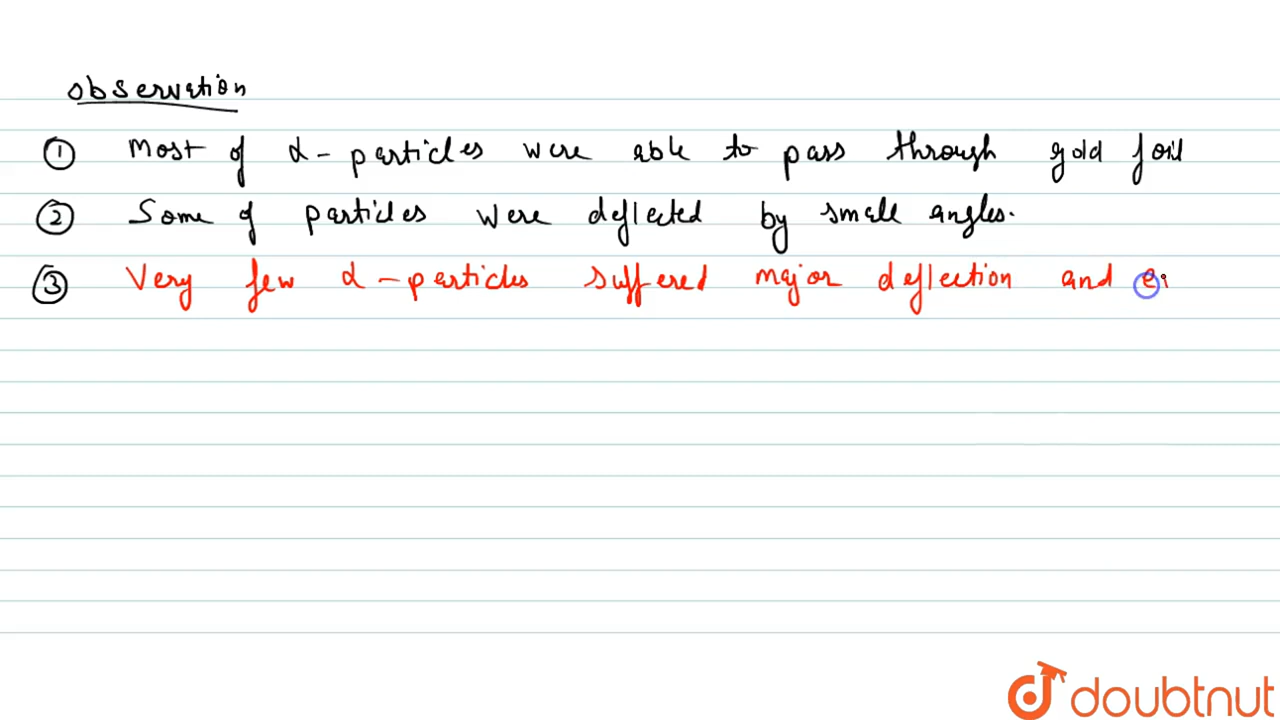 Observation
① Most of α-particles were able to pass through gold foil
② Some of particles were deflected by small angles.
③ Very few α-particles suffered major deflection and
doubtnut